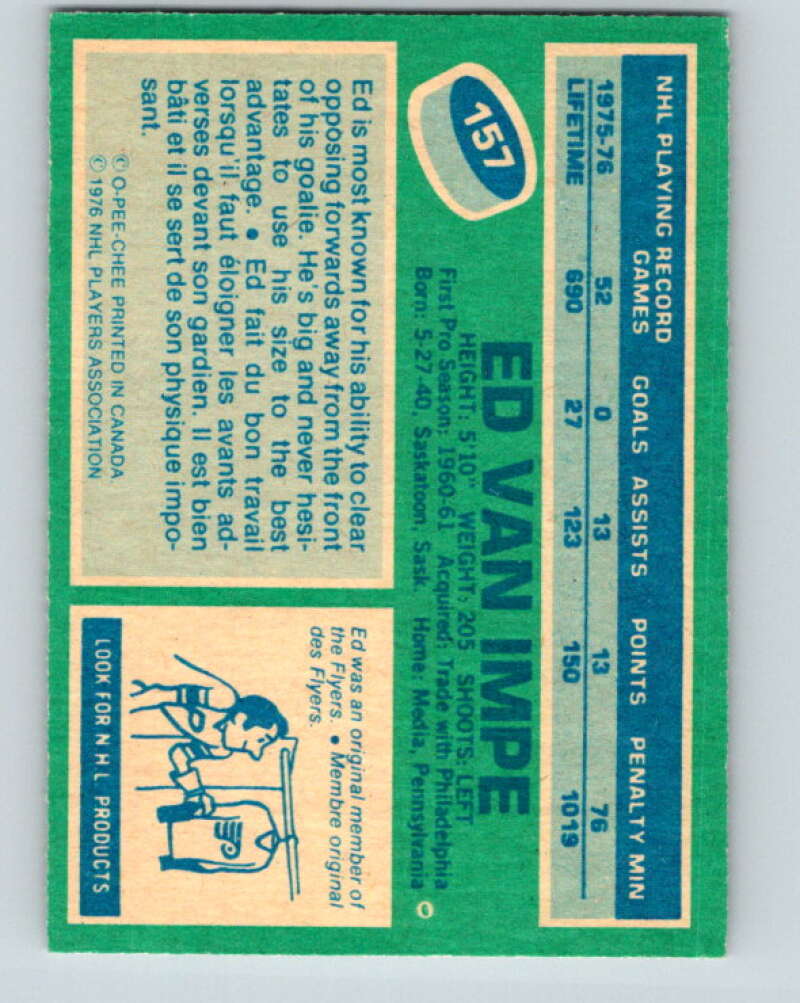 NHL PLAYING RECORD
GAMES GOALS ASSISTS POINTS PENALTY MIN
1975-76 52 0 13 13 76
LIFETIME 690 27 123 150 1019
157
ED VAN IMPE
HEIGHT: 5'10" WEIGHT: 205 SHOOTS: LEFT
First Pro Season: 1960-61 Acquired: Trade with Philadelphia
Born: 5-27-40, Saskatoon, Sask. Home: Media, Pennsylvania
Ed is most known for his ability to clear
opposing forwards away from the front
of his goalie. He's big and never hesi-
tates to use his size to the best
advantage. • Ed fait du bon travail
lorsqu'il faut éloigner les avants ad-
verses devant son gardien. Il est bien
bâti et il se sert de son physique impo-
sant.
© O-PEE-CHEE PRINTED IN CANADA
© 1976 NHL PLAYERS ASSOCIATION
Ed was an original member of
the Flyers. • Membre original
des Flyers.
LOOK FOR NHL PRODUCTS